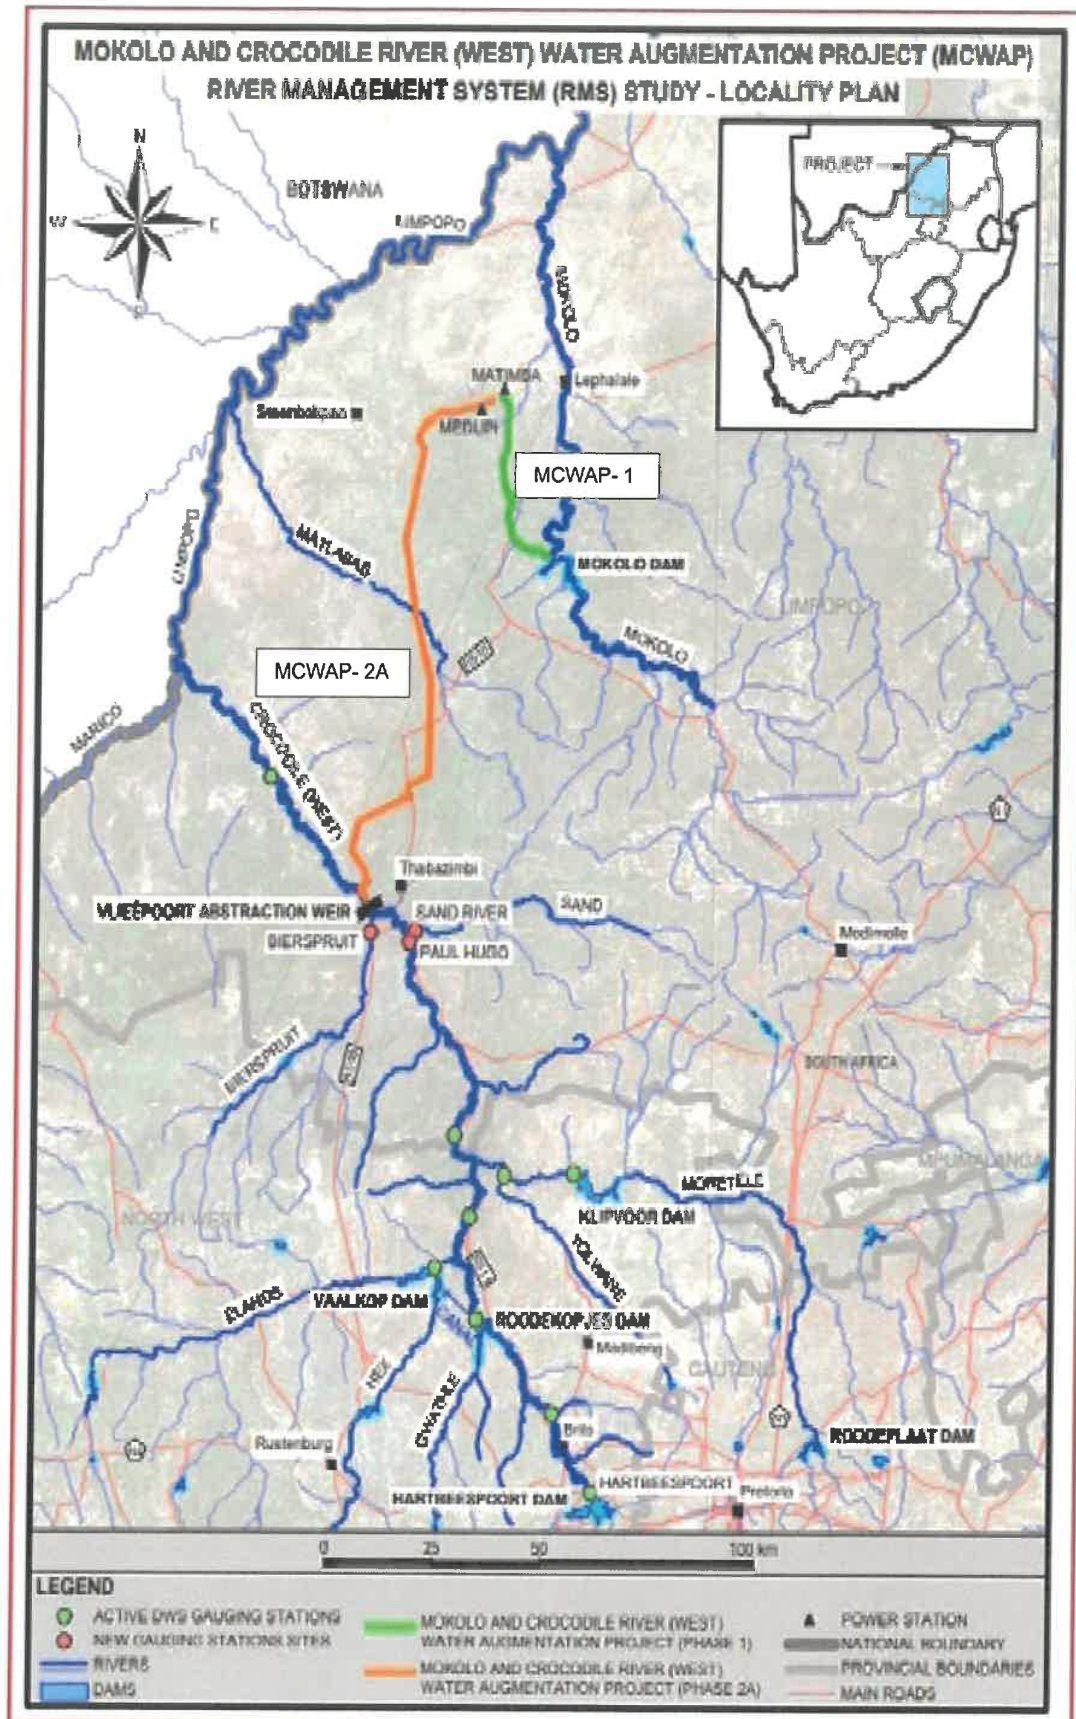 MOKOLO AND CROCODILE RIVER (WEST) WATER AUGMENTATION PROJECT (MCWAP)
RIVER MANAGEMENT SYSTEM (RMS) STUDY - LOCALITY PLAN
N
W
E
S
BOTSWANA
LIMPOPO
PROJECT
MOKOLO
MATIMBA
Lephalale
MEDUPI
MCWAP- 1
LIMPOPO
MATLABAS
MOKOLO DAM
LIMPOPO
MOKOLO
MCWAP- 2A
MARICO
CROCODILE (WEST)
N1
Thabazimbi
VLIEËPOORT ABSTRACTION WEIR
SAND RIVER
SAND
BIERSPRUIT
PAUL HUGO
Modimolle
BIERSPRUIT
SOUTH AFRICA
MPUMALANGA
MORETELE
NORTH WEST
KLIPVOOR DAM
TOLWANE
ELANDS
VAALKOP DAM
ROODEKOPJES DAM
Madibeng
GAUTENG
HEX
GWATHLE
Brits
ROODEPLAAT DAM
Rustenburg
HARTBEESPOORT DAM
HARTBEESPOORT
Pretoria
0 25 50 100 km
LEGEND
ACTIVE DWS GAUGING STATIONS
NEW GAUGING STATIONS SITES
RIVERS
DAMS
MOKOLO AND CROCODILE RIVER (WEST)
WATER AUGMENTATION PROJECT (PHASE 1)
MOKOLO AND CROCODILE RIVER (WEST)
WATER AUGMENTATION PROJECT (PHASE 2A)
POWER STATION
NATIONAL BOUNDARY
PROVINCIAL BOUNDARIES
MAIN ROADS